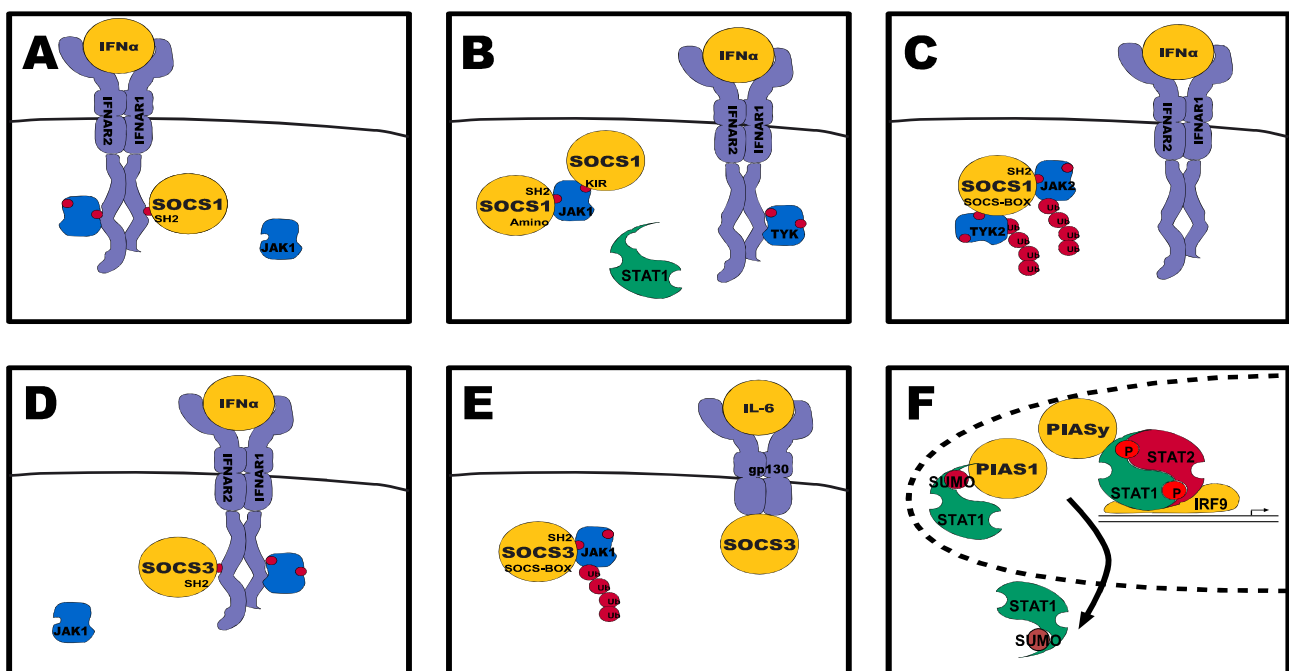 A
IFNα
IFNAR2
IFNAR1
SOCS1
SH2
JAK1
B
IFNα
IFNAR2
IFNAR1
SOCS1
KIR
SH2
SOCS1
Amino
JAK1
TYK
STAT1
C
IFNα
IFNAR2
IFNAR1
SH2
SOCS1
SOCS-BOX
JAK2
TYK2
Ub
Ub
Ub
Ub
Ub
Ub
Ub
Ub
D
IFNα
IFNAR2
IFNAR1
SOCS3
SH2
JAK1
E
IL-6
gp130
SH2
SOCS3
SOCS-BOX
JAK1
SOCS3
Ub
Ub
Ub
Ub
F
PIASy
PIAS1
SUMO
STAT1
P
STAT2
STAT1
P
IRF9
STAT1
SUMO